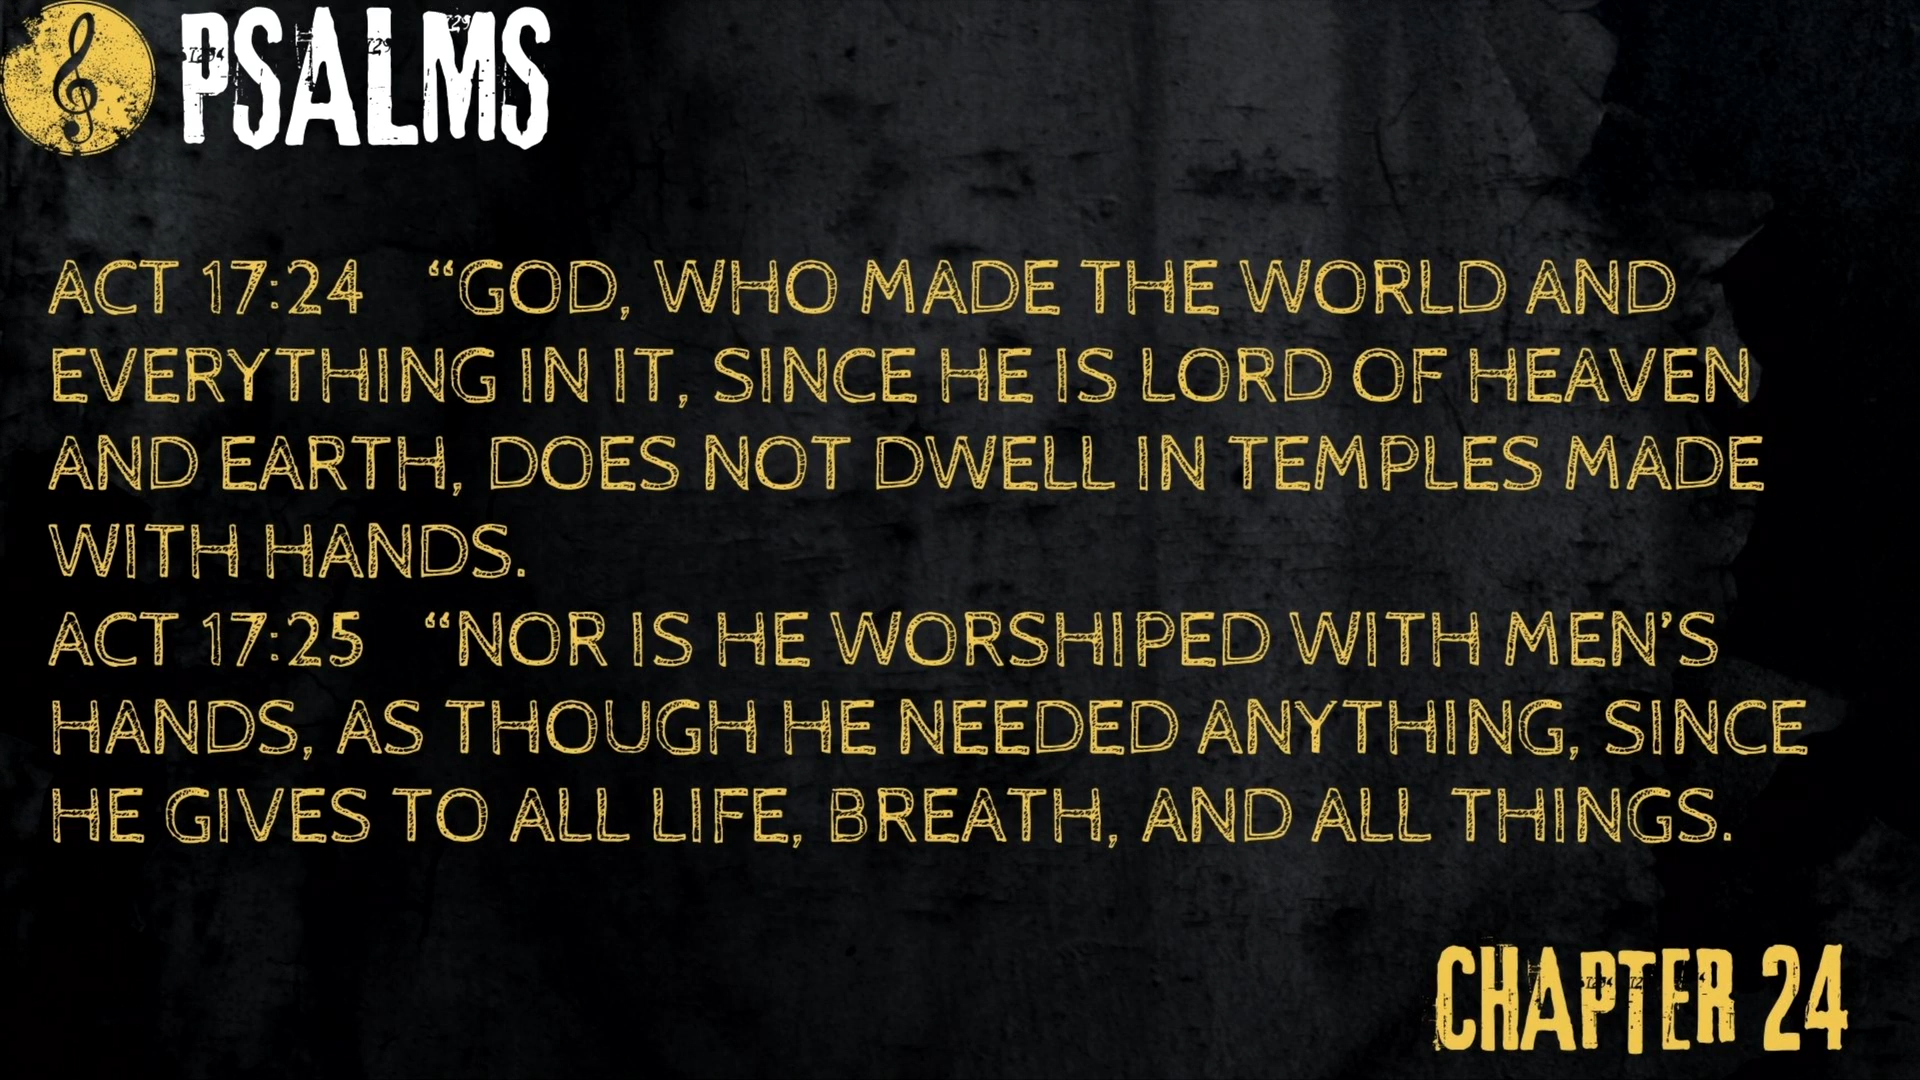 PSALMS
ACT 17:24 “GOD, WHO MADE THE WORLD AND
EVERYTHING IN IT, SINCE HE IS LORD OF HEAVEN
AND EARTH, DOES NOT DWELL IN TEMPLES MADE
WITH HANDS.
ACT 17:25 “NOR IS HE WORSHIPED WITH MEN’S
HANDS, AS THOUGH HE NEEDED ANYTHING, SINCE
HE GIVES TO ALL LIFE, BREATH, AND ALL THINGS.
CHAPTER 24